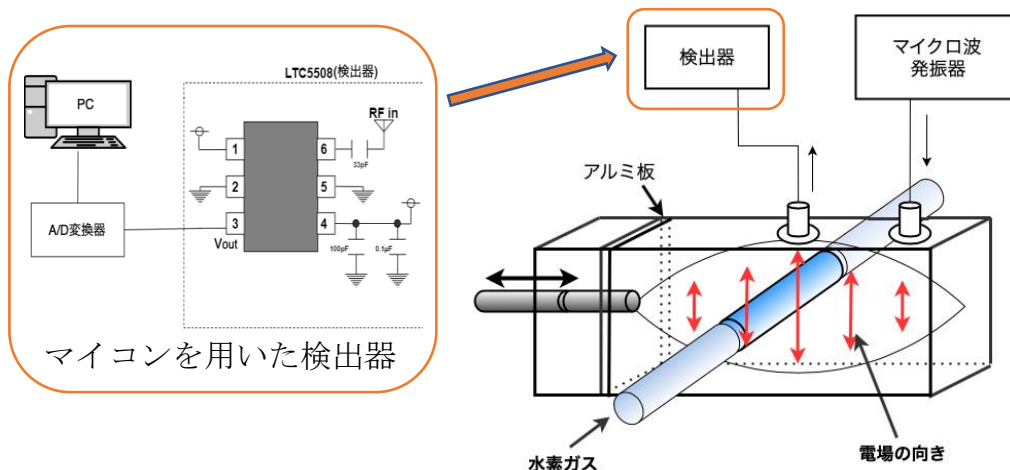 LTC5508(検出器)
PC
RF in
1
6
33pF
2
5
A/D変換器
3
4
Vout
100pF
0.1μF
マイコンを用いた検出器
検出器
マイクロ波
発振器
アルミ板
水素ガス
電場の向き